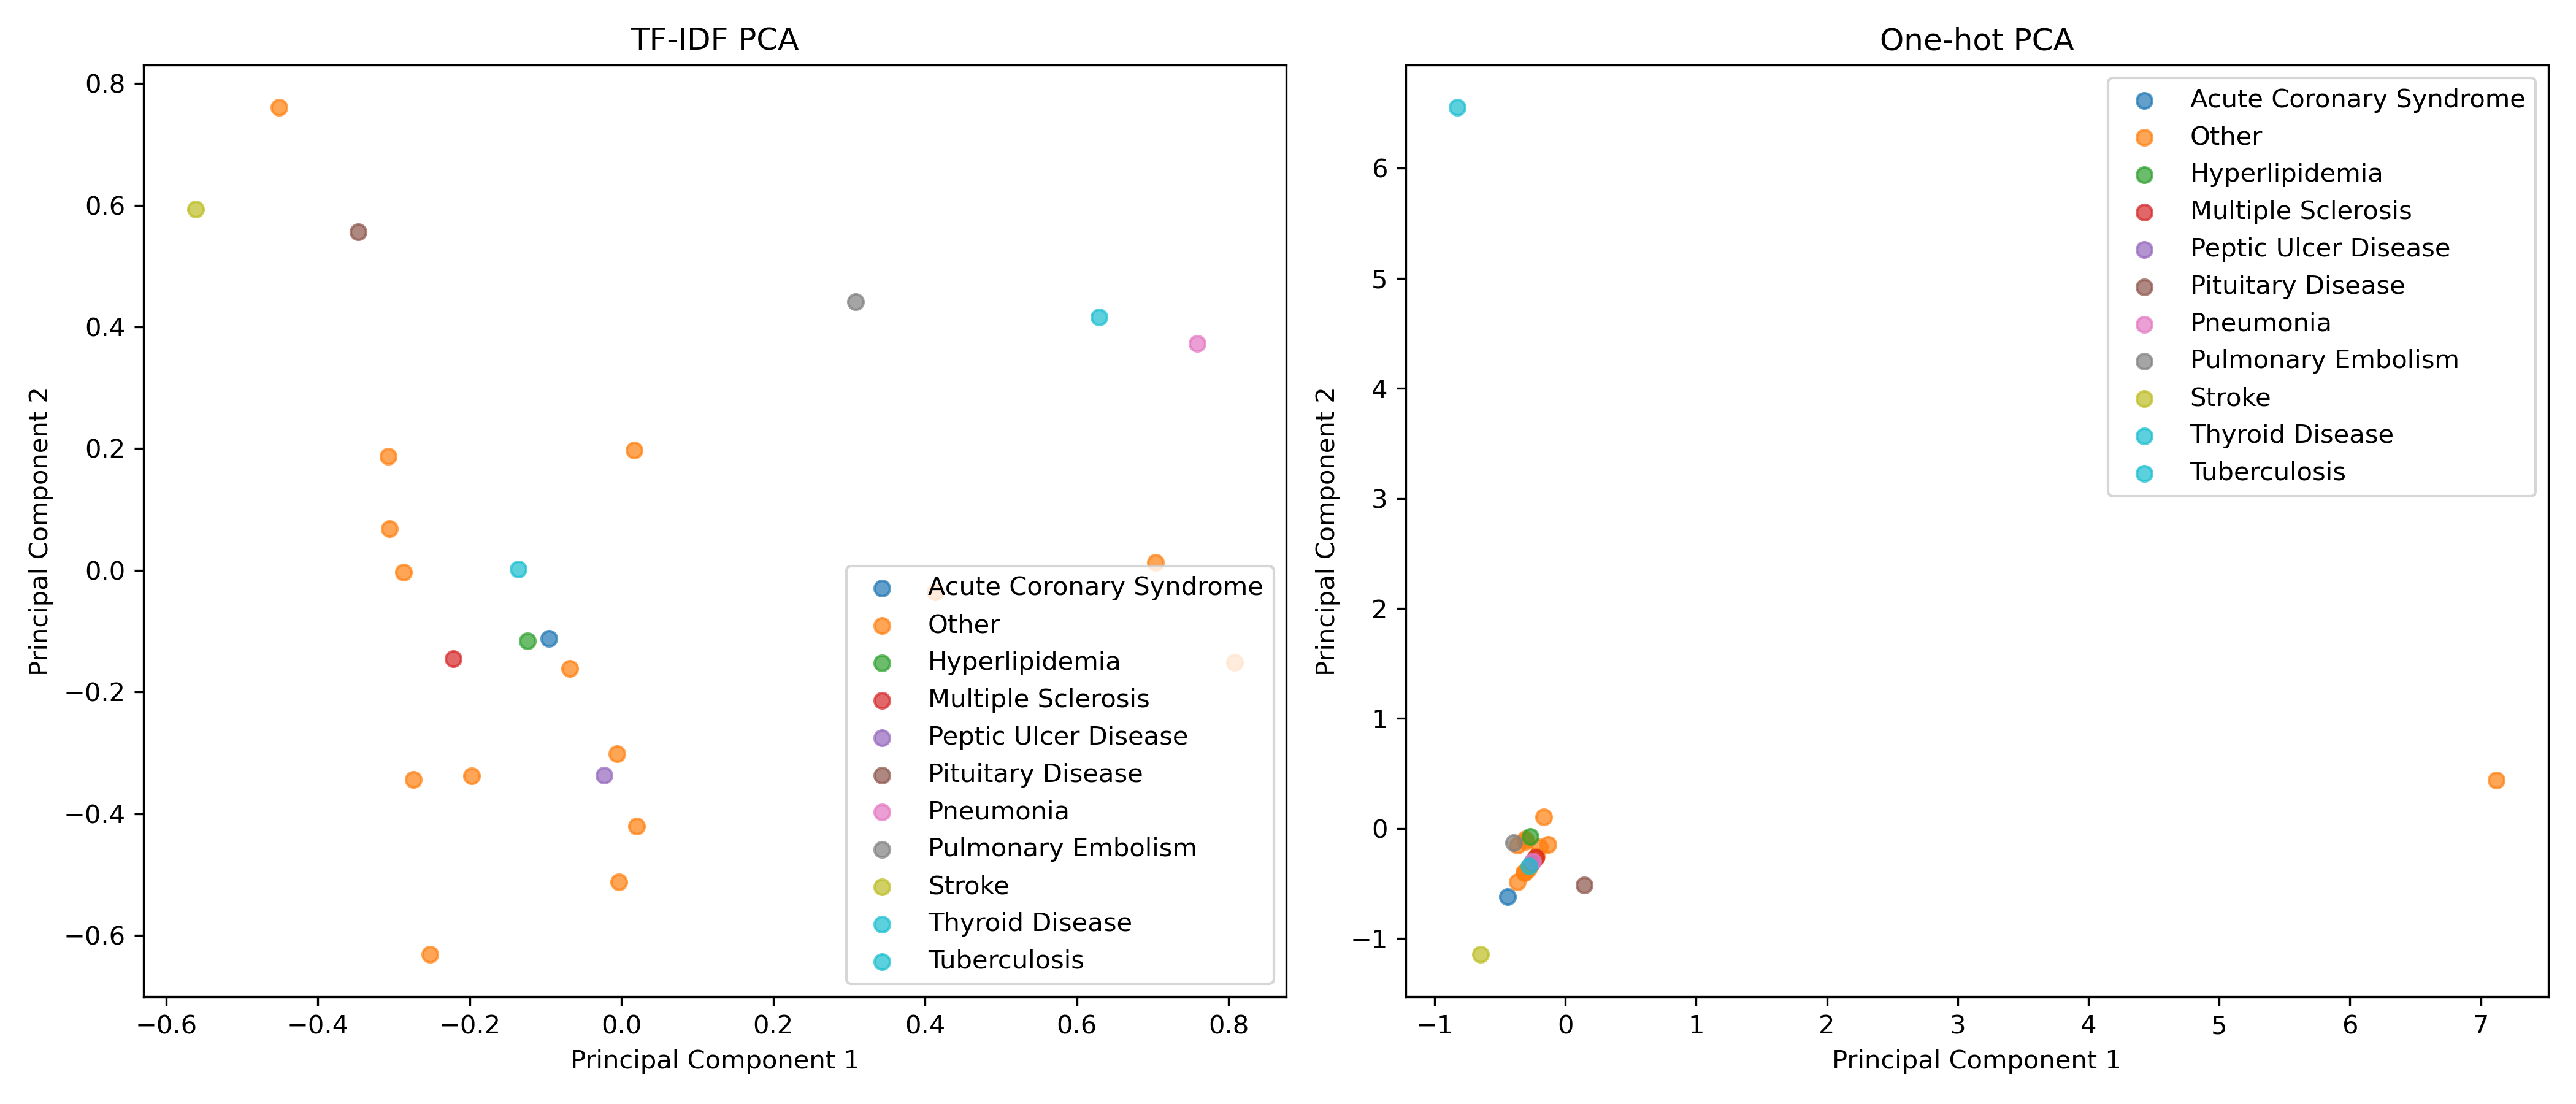 TF-IDF PCA
0.8
0.6
0.4
0.2
0.0
−0.2
−0.4
−0.6
Principal Component 2
Acute Coronary Syndrome
Other
Hyperlipidemia
Multiple Sclerosis
Peptic Ulcer Disease
Pituitary Disease
Pneumonia
Pulmonary Embolism
Stroke
Thyroid Disease
Tuberculosis
−0.6 −0.4 −0.2 0.0 0.2 0.4 0.6 0.8
Principal Component 1
One-hot PCA
6
5
4
3
2
1
0
−1
Principal Component 2
Acute Coronary Syndrome
Other
Hyperlipidemia
Multiple Sclerosis
Peptic Ulcer Disease
Pituitary Disease
Pneumonia
Pulmonary Embolism
Stroke
Thyroid Disease
Tuberculosis
−1 0 1 2 3 4 5 6 7
Principal Component 1